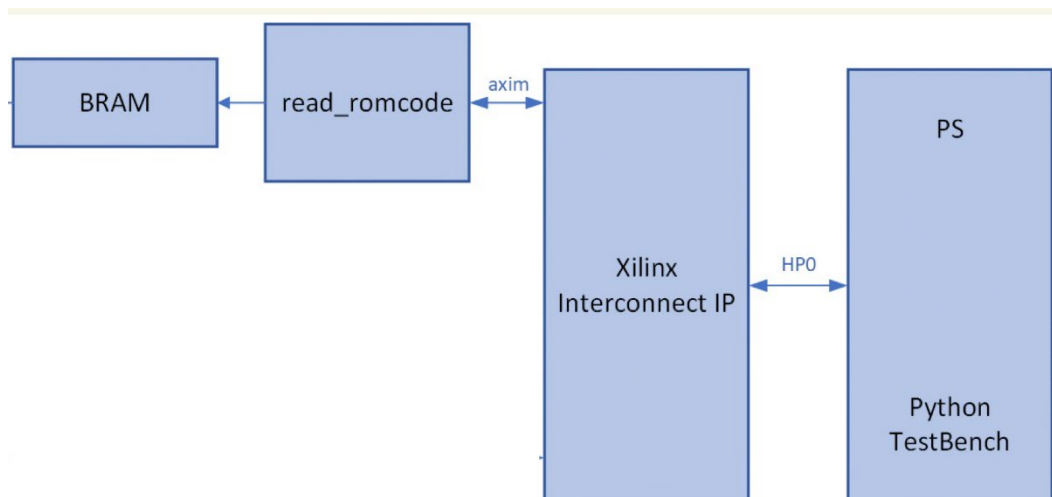 BRAM
read_romcode
axim
Xilinx
Interconnect IP
HP0
PS
Python
TestBench